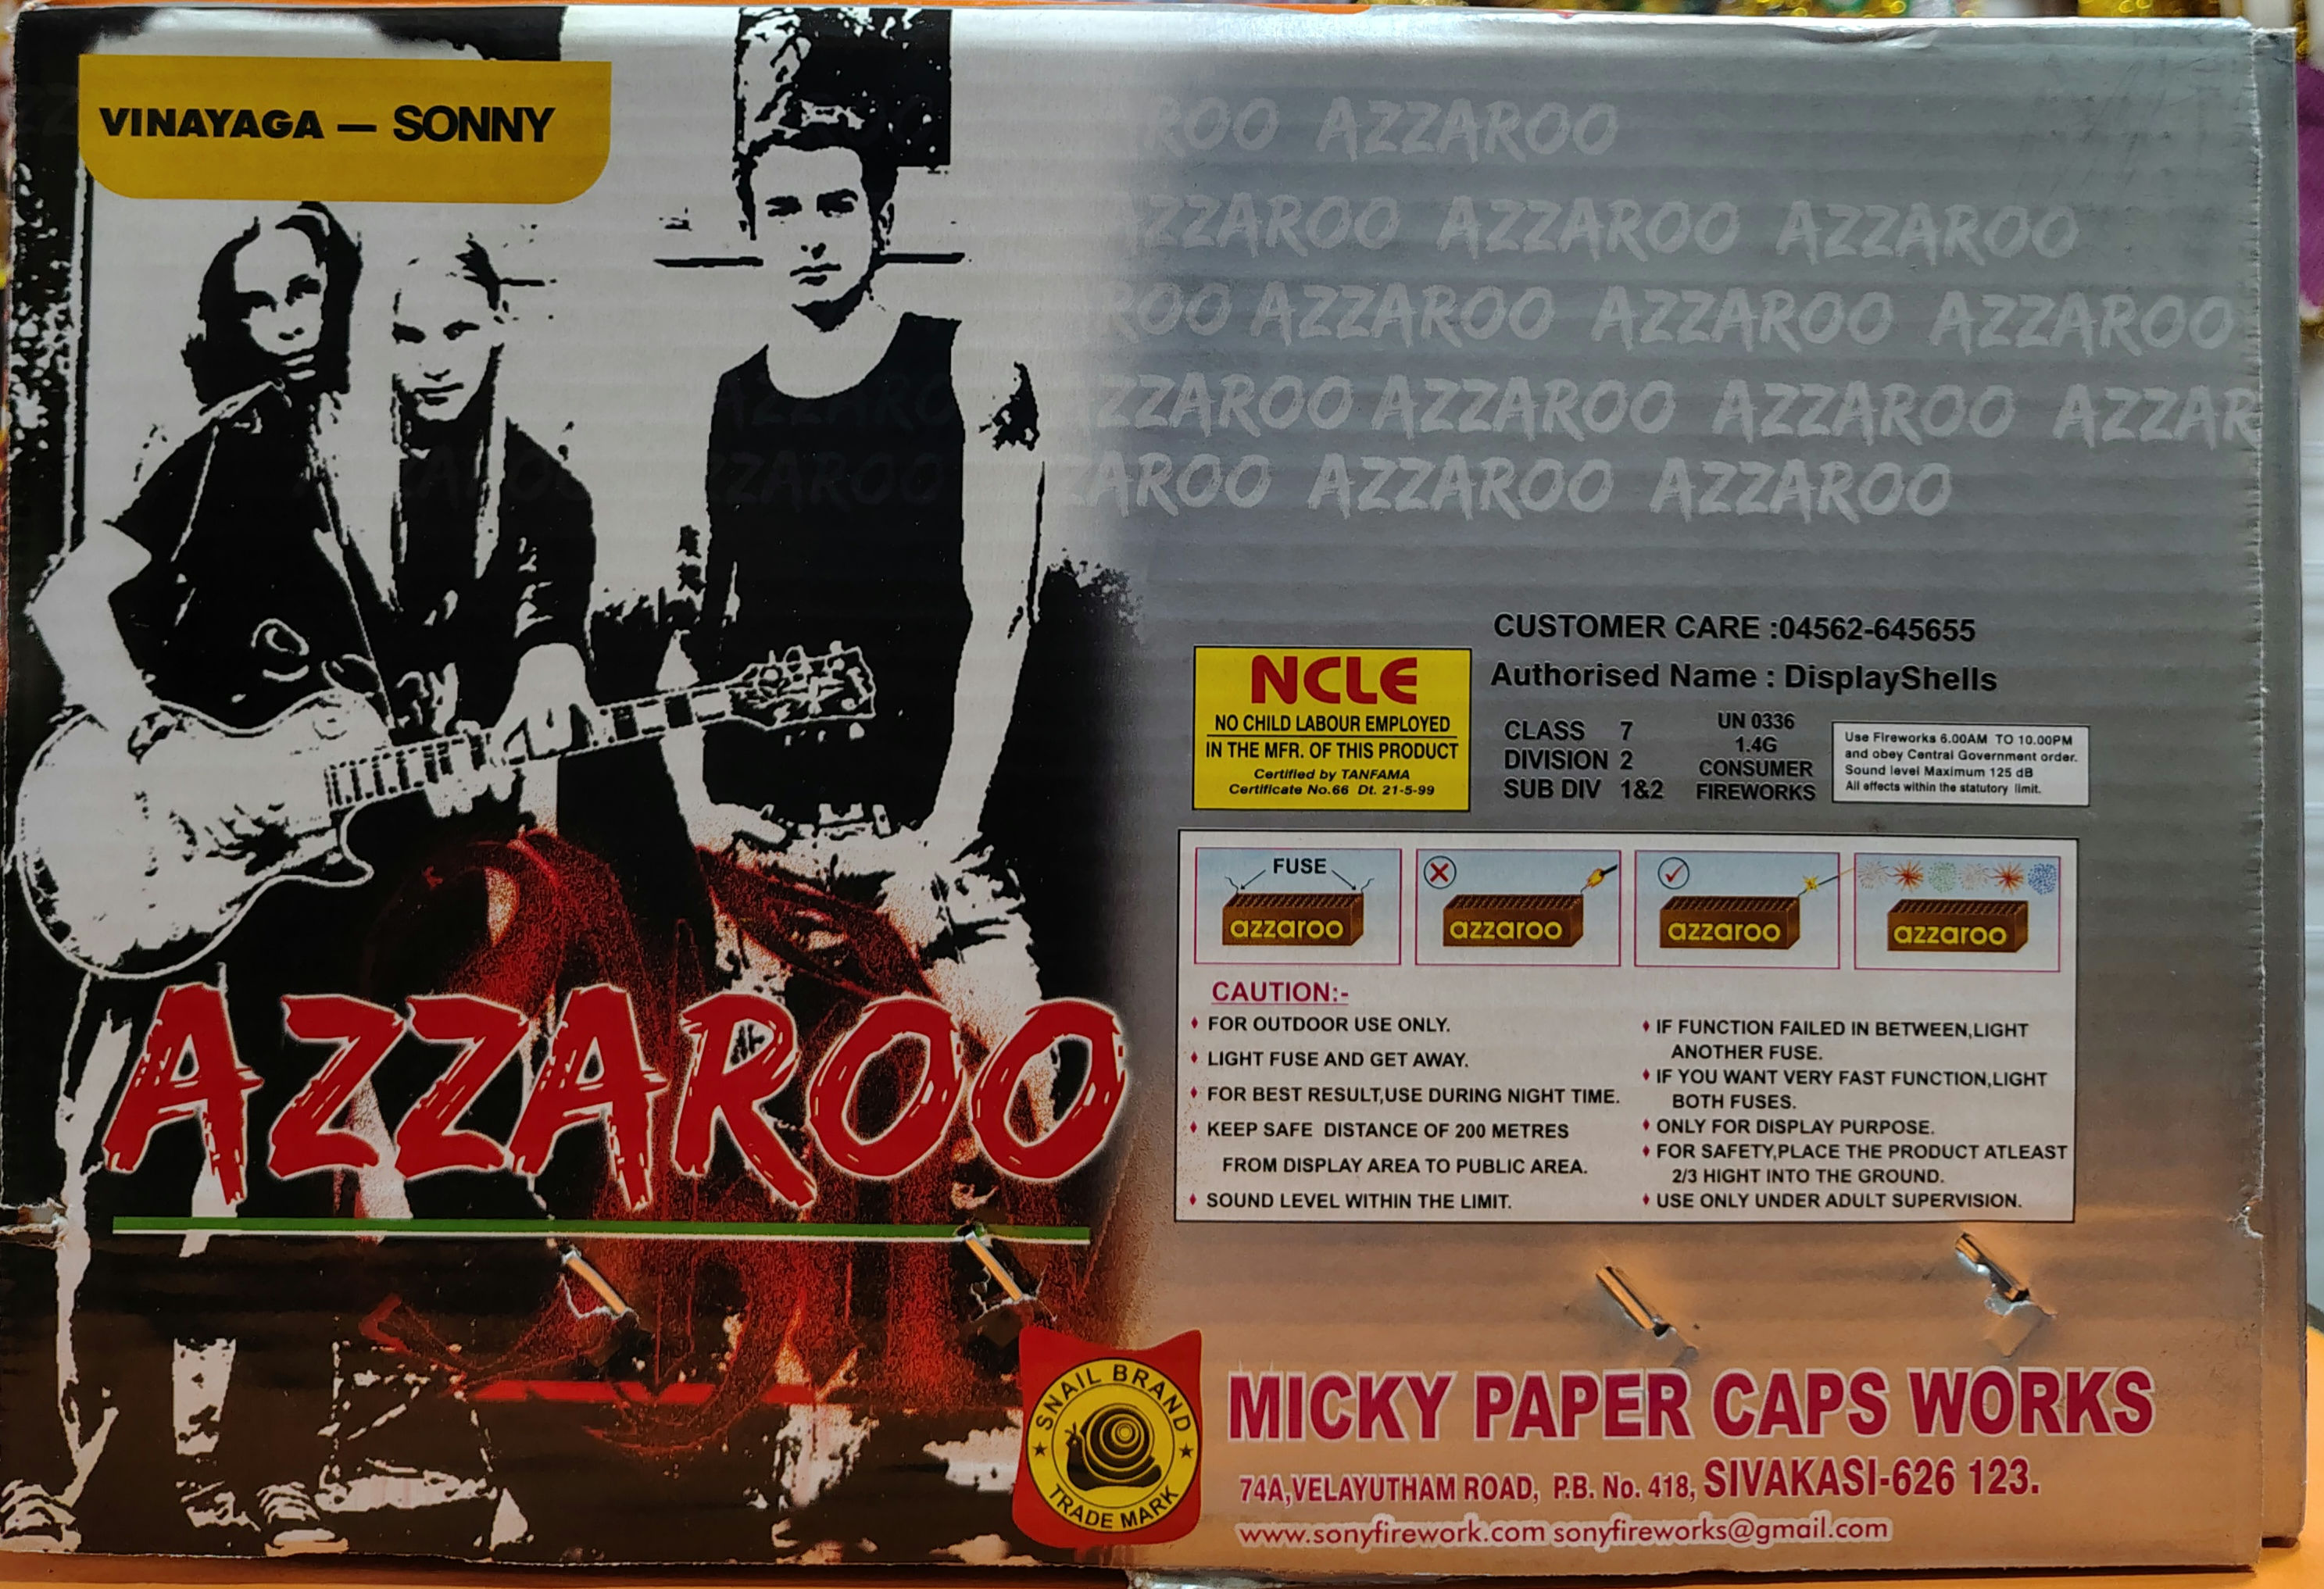 VINAYAGA — SONNY
ROO AZZAROO
ZZAROO AZZAROO AZZAROO
ROO AZZAROO AZZAROO AZZAROO
AZZARO ZZAROO AZZAROO AZZAROO AZZAR
ZZAROO ZAROO AZZAROO AZZAROO
CUSTOMER CARE :04562-645655
Authorised Name : DisplayShells
NCLE
NO CHILD LABOUR EMPLOYED
IN THE MFR. OF THIS PRODUCT
Certified by TANFAMA
Certificate No.66 Dt. 21-5-99
CLASS 7
DIVISION 2
SUB DIV 1&2
UN 0336
1.4G
CONSUMER
FIREWORKS
Use Fireworks 6.00AM TO 10.00PM
and obey Central Government order.
Sound level Maximum 125 dB
All effects within the statutory limit.
FUSE
azzaroo
azzaroo
azzaroo
azzaroo
CAUTION:-
FOR OUTDOOR USE ONLY.
LIGHT FUSE AND GET AWAY.
FOR BEST RESULT,USE DURING NIGHT TIME.
KEEP SAFE DISTANCE OF 200 METRES
FROM DISPLAY AREA TO PUBLIC AREA.
SOUND LEVEL WITHIN THE LIMIT.
IF FUNCTION FAILED IN BETWEEN,LIGHT
ANOTHER FUSE.
IF YOU WANT VERY FAST FUNCTION,LIGHT
BOTH FUSES.
ONLY FOR DISPLAY PURPOSE.
FOR SAFETY,PLACE THE PRODUCT ATLEAST
2/3 HIGHT INTO THE GROUND.
USE ONLY UNDER ADULT SUPERVISION.
AZZAROO
SNAIL BRAND
TRADE MARK
MICKY PAPER CAPS WORKS
74A,VELAYUTHAM ROAD, P.B. No. 418, SIVAKASI-626 123.
www.sonyfirework.com sonyfireworks@gmail.com